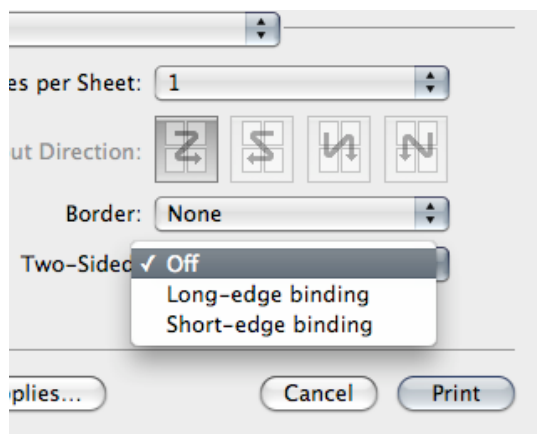 es per Sheet: 1
ut Direction:
Border: None
Two-Sided ✓ Off
Long-edge binding
Short-edge binding
plies... Cancel Print